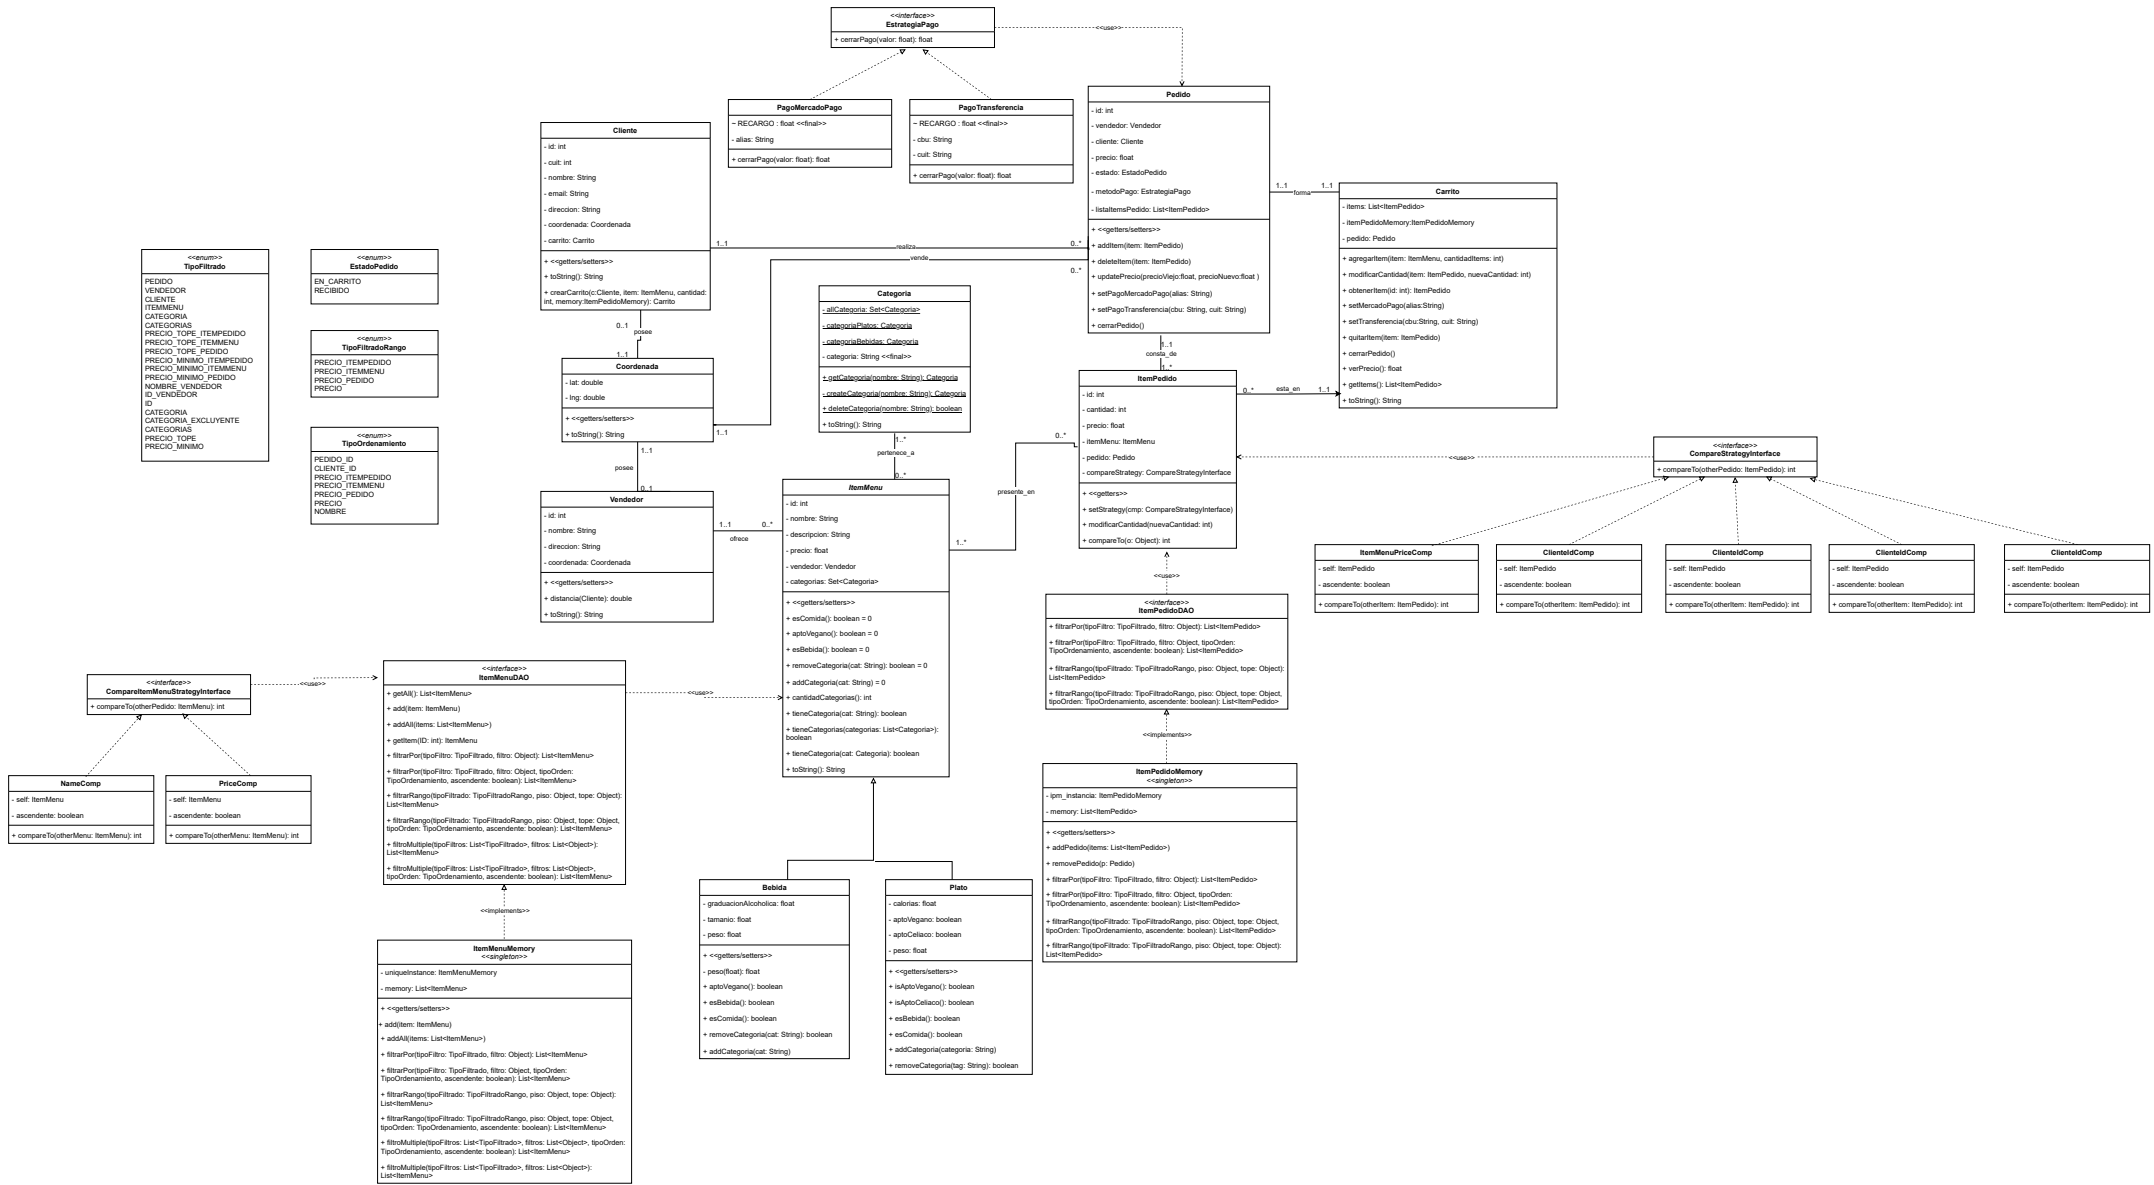 <<interface>>
EstrategiaPago
+ cerrarPago(valor: float): float
<<use>>
PagoMercadoPago
~ RECARGO : float <<final>>
- alias: String
+ cerrarPago(valor: float): float
PagoTransferencia
~ RECARGO : float <<final>>
- cbu: String
- cuit: String
+ cerrarPago(valor: float): float
Pedido
- id: int
- vendedor: Vendedor
- cliente: Cliente
- precio: float
- estado: EstadoPedido
- metodoPago: EstrategiaPago
- listaItemsPedido: List<ItemPedido>
+ <<getters/setters>>
+ addItem(item: ItemPedido)
+ deleteItem(item: ItemPedido)
+ updatePrecio(precioViejo:float, precioNuevo:float )
+ setPagoMercadoPago(alias: String)
+ setPagoTransferencia(cbu: String, cuit: String)
+ cerrarPedido()
1..1
forma
1..1
Carrito
- items: List<ItemPedido>
- itemPedidoMemory:ItemPedidoMemory
- pedido: Pedido
+ agregarItem(item: ItemMenu, cantidadItems: int)
+ modificarCantidad(item: ItemPedido, nuevaCantidad: int)
+ obtenerItem(id: int): ItemPedido
+ setMercadoPago(alias:String)
+ setTransferencia(cbu:String, cuit: String)
+ quitarItem(item: ItemPedido)
+ cerrarPedido()
+ verPrecio(): float
+ getItems(): List<ItemPedido>
+ toString(): String
Cliente
- id: int
- cuit: int
- nombre: String
- email: String
- direccion: String
- coordenada: Coordenada
- carrito: Carrito
+ <<getters/setters>>
+ toString(): String
+ crearCarrito(c:Cliente, item: ItemMenu, cantidad:
int, memory:ItemPedidoMemory): Carrito
1..1
realiza
0..*
vende
0..*
1..1
0..1
posee
1..1
Coordenada
- lat: double
- lng: double
+ <<getters/setters>>
+ toString(): String
1..1
posee
0..1
Vendedor
- id: int
- nombre: String
- direccion: String
- coordenada: Coordenada
+ <<getters/setters>>
+ distancia(Cliente): double
+ toString(): String
1..1
ofrece
0..*
<<enum>>
TipoFiltrado
PEDIDO
VENDEDOR
CLIENTE
ITEMMENU
CATEGORIA
CATEGORIAS
PRECIO_TOPE_ITEMPEDIDO
PRECIO_TOPE_ITEMMENU
PRECIO_TOPE_PEDIDO
PRECIO_MINIMO_ITEMPEDIDO
PRECIO_MINIMO_ITEMMENU
PRECIO_MINIMO_PEDIDO
NOMBRE_VENDEDOR
ID_VENDEDOR
ID
CATEGORIA
CATEGORIA_EXCLUYENTE
CATEGORIAS
PRECIO_TOPE
PRECIO_MINIMO
<<enum>>
EstadoPedido
EN_CARRITO
RECIBIDO
<<enum>>
TipoFiltradoRango
PRECIO_ITEMPEDIDO
PRECIO_ITEMMENU
PRECIO_PEDIDO
PRECIO
<<enum>>
TipoOrdenamiento
PEDIDO_ID
CLIENTE_ID
PRECIO_ITEMPEDIDO
PRECIO_ITEMMENU
PRECIO_PEDIDO
PRECIO
NOMBRE
Categoria
- allCategoria: Set<Categoria>
- categoriaPlatos: Categoria
- categoriaBebidas: Categoria
- categoria: String <<final>>
+ getCategoria(nombre: String): Categoria
- createCategoria(nombre: String): Categoria
+ deleteCategoria(nombre: String): boolean
+ toString(): String
1..*
pertenece_a
0..*
ItemMenu
- id: int
- nombre: String
- descripcion: String
- precio: float
- vendedor: Vendedor
- categorias: Set<Categoria>
+ <<getters/setters>>
+ esComida(): boolean = 0
+ aptoVegano(): boolean = 0
+ esBebida(): boolean = 0
+ removeCategoria(cat: String): boolean = 0
+ addCategoria(cat: String) = 0
+ cantidadCategorias(): int
+ tieneCategoria(cat: String): boolean
+ tieneCategorias(categorias: List<Categoria>):
boolean
+ tieneCategoria(cat: Categoria): boolean
+ toString(): String
1..*
presente_en
0..*
1..1
consta_de
1..*
ItemPedido
- id: int
- cantidad: int
- precio: float
- itemMenu: ItemMenu
- pedido: Pedido
- compareStrategy: CompareStrategyInterface
+ <<getters>>
+ setStrategy(cmp: CompareStrategyInterface)
+ modificarCantidad(nuevaCantidad: int)
+ compareTo(o: Object): int
0..*
esta_en
1..1
<<use>>
<<interface>>
CompareStrategyInterface
+ compareTo(otherPedido: ItemPedido): int
ItemMenuPriceComp
- self: ItemPedido
- ascendente: boolean
+ compareTo(otherItem: ItemPedido): int
ClienteIdComp
- self: ItemPedido
- ascendente: boolean
+ compareTo(otherItem: ItemPedido): int
ClienteIdComp
- self: ItemPedido
- ascendente: boolean
+ compareTo(otherItem: ItemPedido): int
ClienteIdComp
- self: ItemPedido
- ascendente: boolean
+ compareTo(otherItem: ItemPedido): int
ClienteIdComp
- self: ItemPedido
- ascendente: boolean
+ compareTo(otherItem: ItemPedido): int
<<use>>
<<interface>>
ItemPedidoDAO
+ filtrarPor(tipoFiltro: TipoFiltrado, filtro: Object): List<ItemPedido>
+ filtrarPor(tipoFiltro: TipoFiltrado, filtro: Object, tipoOrden:
TipoOrdenamiento, ascendente: boolean): List<ItemPedido>
+ filtrarRango(tipoFiltrado: TipoFiltradoRango, piso: Object, tope: Object):
List<ItemPedido>
+ filtrarRango(tipoFiltrado: TipoFiltradoRango, piso: Object, tope: Object,
tipoOrden: TipoOrdenamiento, ascendente: boolean): List<ItemPedido>
<<implements>>
ItemPedidoMemory
<<singleton>>
- ipm_instancia: ItemPedidoMemory
- memory: List<ItemPedido>
+ <<getters/setters>>
+ addPedido(items: List<ItemPedido>)
+ removePedido(p: Pedido)
+ filtrarPor(tipoFiltro: TipoFiltrado, filtro: Object): List<ItemPedido>
+ filtrarPor(tipoFiltro: TipoFiltrado, filtro: Object, tipoOrden:
TipoOrdenamiento, ascendente: boolean): List<ItemPedido>
+ filtrarRango(tipoFiltrado: TipoFiltradoRango, piso: Object, tope: Object,
tipoOrden: TipoOrdenamiento, ascendente: boolean): List<ItemPedido>
+ filtrarRango(tipoFiltrado: TipoFiltradoRango, piso: Object, tope: Object):
List<ItemPedido>
<<interface>>
CompareItemMenuStrategyInterface
+ compareTo(otherPedido: ItemMenu): int
<<use>>
NameComp
- self: ItemMenu
- ascendente: boolean
+ compareTo(otherMenu: ItemMenu): int
PriceComp
- self: ItemMenu
- ascendente: boolean
+ compareTo(otherMenu: ItemMenu): int
<<interface>>
ItemMenuDAO
+ getAll(): List<ItemMenu>
+ add(item: ItemMenu)
+ addAll(items: List<ItemMenu>)
+ getItem(ID: int): ItemMenu
+ filtrarPor(tipoFiltro: TipoFiltrado, filtro: Object): List<ItemMenu>
+ filtrarPor(tipoFiltro: TipoFiltrado, filtro: Object, tipoOrden:
TipoOrdenamiento, ascendente: boolean): List<ItemMenu>
+ filtrarRango(tipoFiltrado: TipoFiltradoRango, piso: Object, tope: Object):
List<ItemMenu>
+ filtrarRango(tipoFiltrado: TipoFiltradoRango, piso: Object, tope: Object,
tipoOrden: TipoOrdenamiento, ascendente: boolean): List<ItemMenu>
+ filtroMultiple(tipoFiltros: List<TipoFiltrado>, filtros: List<Object>):
List<ItemMenu>
+ filtroMultiple(tipoFiltros: List<TipoFiltrado>, filtros: List<Object>,
tipoOrden: TipoOrdenamiento, ascendente: boolean): List<ItemMenu>
<<use>>
<<implements>>
ItemMenuMemory
<<singleton>>
- uniqueInstance: ItemMenuMemory
- memory: List<ItemMenu>
+ <<getters/setters>>
+ add(item: ItemMenu)
+ addAll(items: List<ItemMenu>)
+ filtrarPor(tipoFiltro: TipoFiltrado, filtro: Object): List<ItemMenu>
+ filtrarPor(tipoFiltro: TipoFiltrado, filtro: Object, tipoOrden:
TipoOrdenamiento, ascendente: boolean): List<ItemMenu>
+ filtrarRango(tipoFiltrado: TipoFiltradoRango, piso: Object, tope: Object):
List<ItemMenu>
+ filtrarRango(tipoFiltrado: TipoFiltradoRango, piso: Object, tope: Object,
tipoOrden: TipoOrdenamiento, ascendente: boolean): List<ItemMenu>
+ filtroMultiple(tipoFiltros: List<TipoFiltrado>, filtros: List<Object>, tipoOrden:
TipoOrdenamiento, ascendente: boolean): List<ItemMenu>
+ filtroMultiple(tipoFiltros: List<TipoFiltrado>, filtros: List<Object>):
List<ItemMenu>
Bebida
- graduacionAlcoholica: float
- tamanio: float
- peso: float
+ <<getters/setters>>
- peso(float): float
+ aptoVegano(): boolean
+ esBebida(): boolean
+ esComida(): boolean
+ removeCategoria(cat: String): boolean
+ addCategoria(cat: String)
Plato
- calorias: float
- aptoVegano: boolean
- aptoCeliaco: boolean
- peso: float
+ <<getters/setters>>
+ isAptoVegano(): boolean
+ isAptoCeliaco(): boolean
+ esBebida(): boolean
+ esComida(): boolean
+ addCategoria(categoria: String)
+ removeCategoria(tag: String): boolean